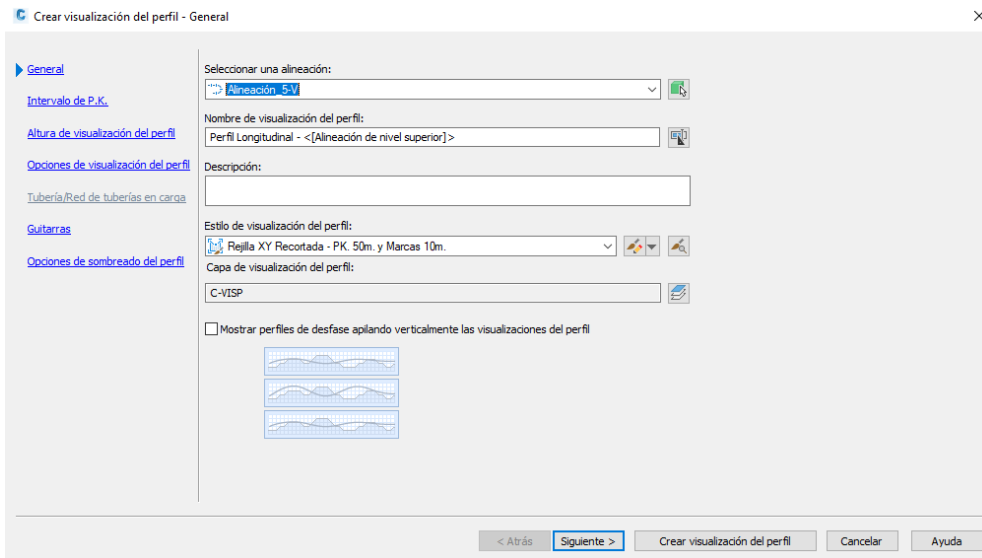 Crear visualización del perfil - General
General
Intervalo de P.K.
Altura de visualización del perfil
Opciones de visualización del perfil
Tubería/Red de tuberías en carga
Guitarras
Opciones de sombreado del perfil
Seleccionar una alineación:
Alineación_5-V
Nombre de visualización del perfil:
Perfil Longitudinal - <[Alineación de nivel superior]>
Descripción:
Estilo de visualización del perfil:
Rejilla XY Recortada - PK. 50m. y Marcas 10m.
Capa de visualización del perfil:
C-VISP
Mostrar perfiles de desfase apilando verticalmente las visualizaciones del perfil
< Atrás
Siguiente >
Crear visualización del perfil
Cancelar
Ayuda